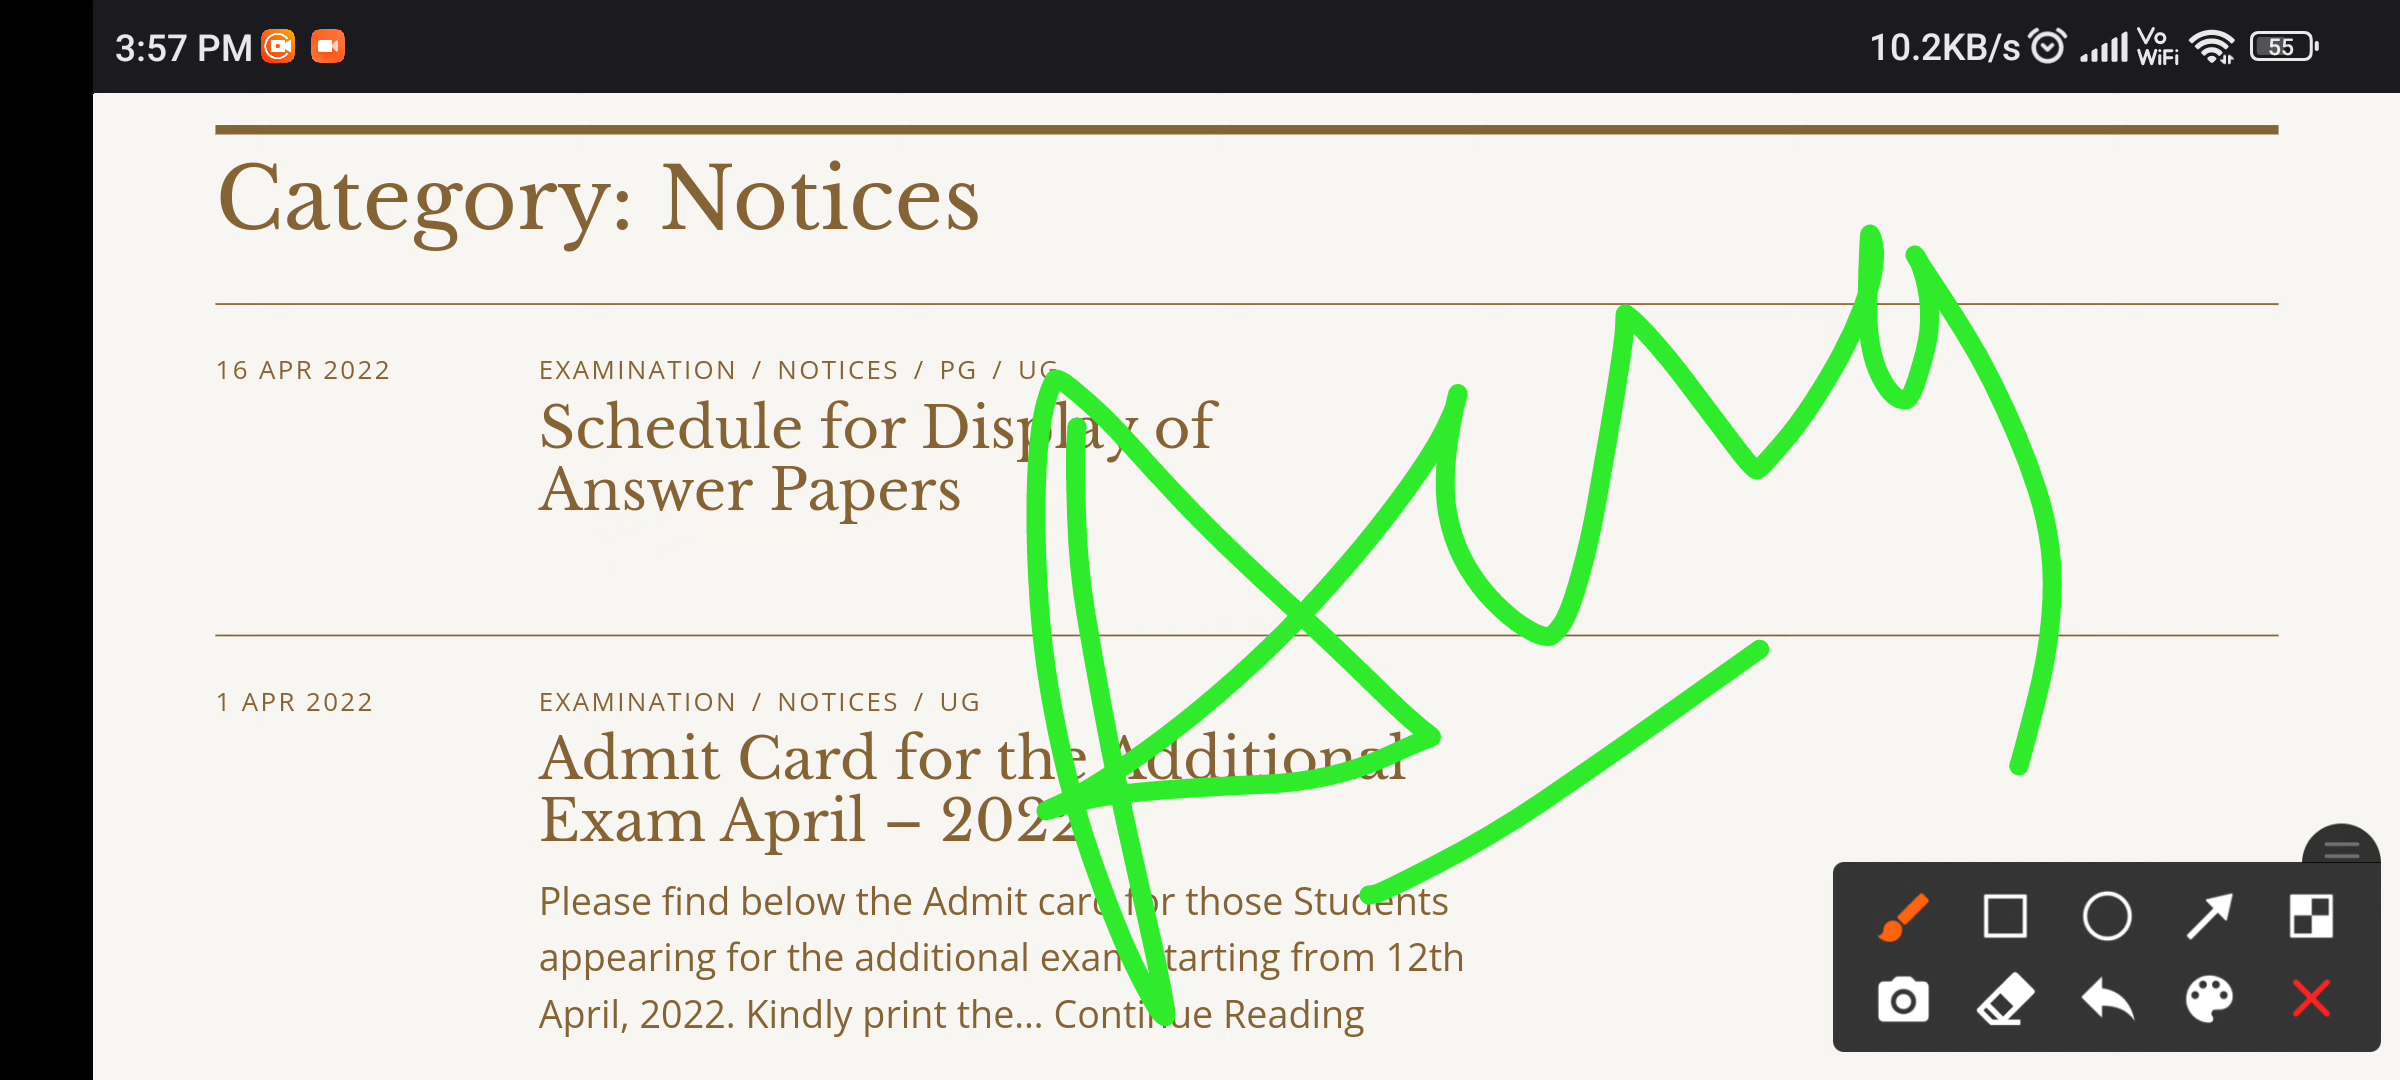 3:57 PM
10.2KB/s Vo WiFi 55
Category: Notices
16 APR 2022
EXAMINATION / NOTICES / PG / UG
Schedule for Display of
Answer Papers
1 APR 2022
EXAMINATION / NOTICES / UG
Admit Card for the Additional
Exam April – 2022
Please find below the Admit card for those Students
appearing for the additional exam starting from 12th
April, 2022. Kindly print the... Continue Reading